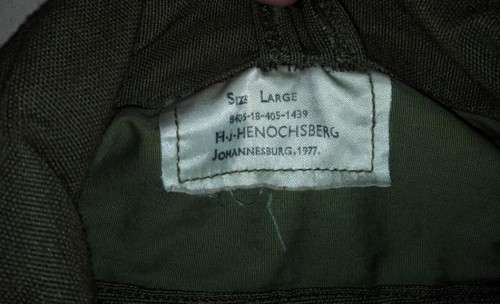 Size Large
8405-18-405-1439
H.J.HENOCHSBERG
Johannesburg.1977.